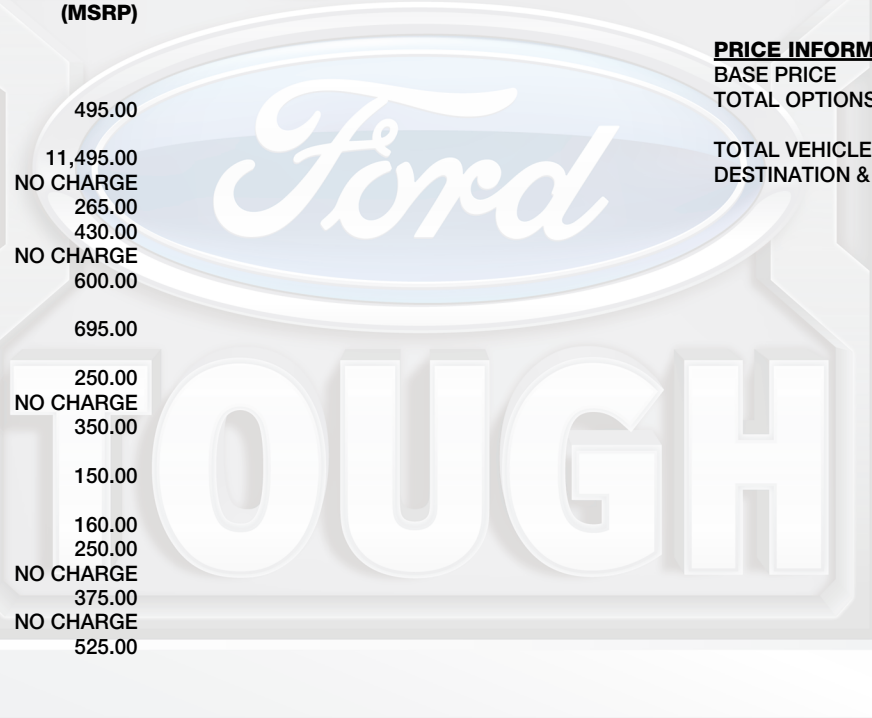 (MSRP)
495.00
11,495.00
NO CHARGE
265.00
430.00
NO CHARGE
600.00
695.00
250.00
NO CHARGE
350.00
150.00
160.00
250.00
NO CHARGE
375.00
NO CHARGE
525.00
PRICE INFORM
BASE PRICE
TOTAL OPTIONS
TOTAL VEHICLE
DESTINATION &
Ford
TOUGH